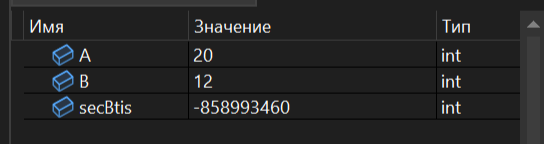 Имя Значение Тип
A 20 int
B 12 int
secBtis -858993460 int